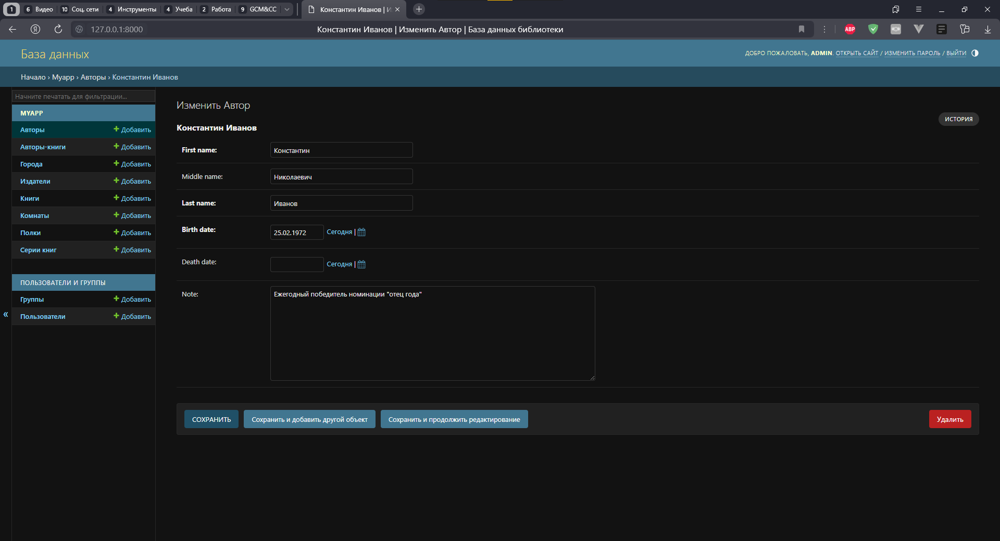 1 6 Видео 10 Соц. сети 4 Инструменты 4 Учеба 2 Работа 9 GCM&CC Константин Иванов | И
Я 127.0.0.1:8000 Константин Иванов | Изменить Автор | База данных библиотеки ABP
База данных
ДОБРО ПОЖАЛОВАТЬ, ADMIN. ОТКРЫТЬ САЙТ / ИЗМЕНИТЬ ПАРОЛЬ / ВЫЙТИ
Начало › Myapp › Авторы › Константин Иванов
Начните печатать для фильтрации...
MYAPP
Авторы Добавить
Авторы-книги Добавить
Города Добавить
Издатели Добавить
Книги Добавить
Комнаты Добавить
Полки Добавить
Серии книг Добавить
ПОЛЬЗОВАТЕЛИ И ГРУППЫ
Группы Добавить
Пользователи Добавить
«
Изменить Автор
ИСТОРИЯ
Константин Иванов
First name: Константин
Middle name: Николаевич
Last name: Иванов
Birth date: 25.02.1972 Сегодня |
Death date: Сегодня |
Note: Ежегодный победитель номинации "отец года"
СОХРАНИТЬ Сохранить и добавить другой объект Сохранить и продолжить редактирование Удалить